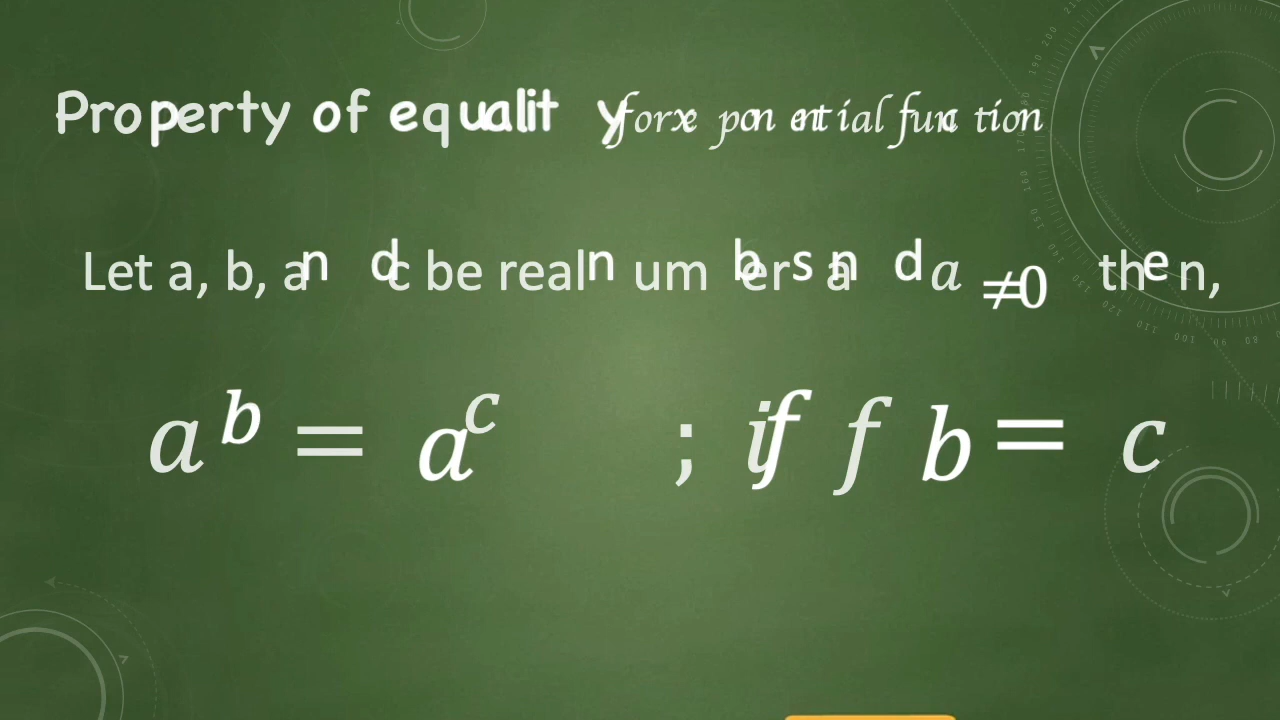 Property of equality for exponential function
Let a, b, and c be real numbers and a ≠0 then,
a^b = a^c ; iff b = c